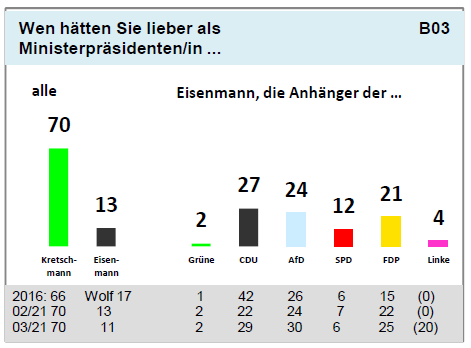 Wen hätten Sie lieber als B03
Ministerpräsidenten/in ...
alle Eisenmann, die Anhänger der ...
70 13 2 27 24 12 21 4
Kretsch- Eisen- Grüne CDU AfD SPD FDP Linke
mann mann
2016: 66 Wolf 17 1 42 26 6 15 (0)
02/21 70 13 2 22 24 7 22 (0)
03/21 70 11 2 29 30 6 25 (20)